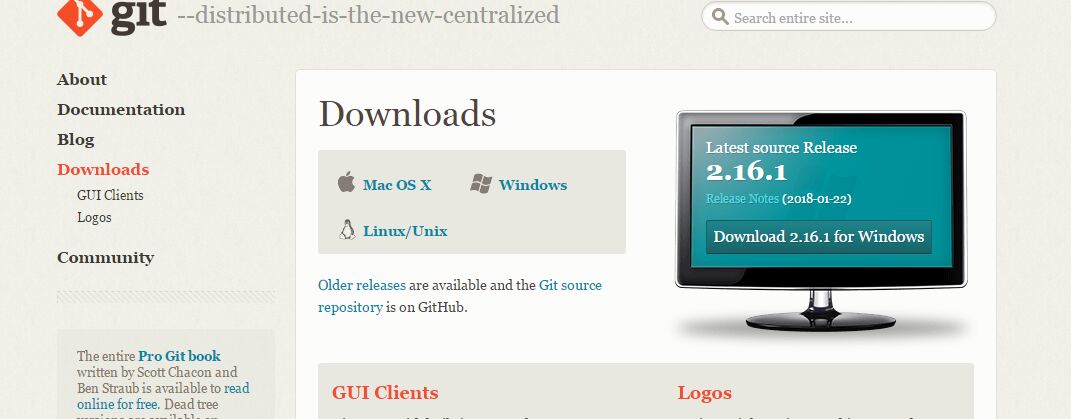 git --distributed-is-the-new-centralized
Search entire site...
About
Documentation
Blog
Downloads
GUI Clients
Logos
Community
The entire Pro Git book
written by Scott Chacon and
Ben Straub is available to read
online for free. Dead tree
versions are available on
Downloads
Mac OS X
Windows
Linux/Unix
Older releases are available and the Git source
repository is on GitHub.
Latest source Release
2.16.1
Release Notes (2018-01-22)
Download 2.16.1 for Windows
GUI Clients
Logos